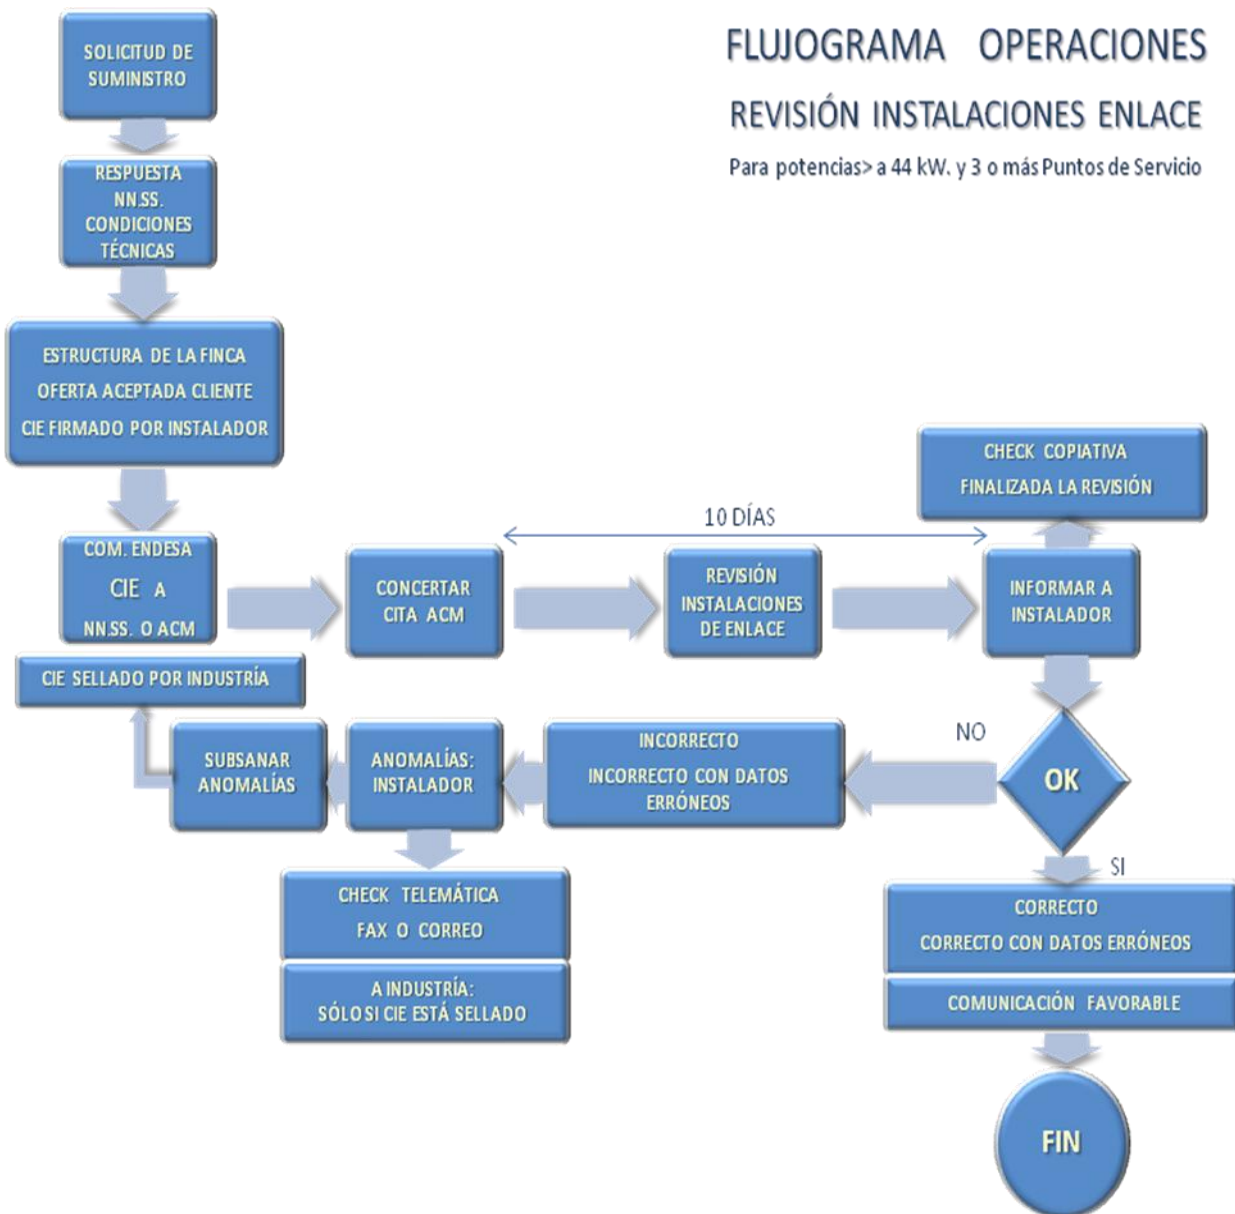 FLUJOGRAMA OPERACIONES
REVISIÓN INSTALACIONES ENLACE
Para potencias> a 44 kW. y 3 o más Puntos de Servicio
SOLICITUD DE
SUMINISTRO
RESPUESTA
NN.SS.
CONDICIONES
TÉCNICAS
ESTRUCTURA DE LA FINCA
OFERTA ACEPTADA CLIENTE
CIE FIRMADO POR INSTALADOR
COM. ENDESA
CIE A
NN.SS. O ACM
CONCERTAR
CITA ACM
10 DÍAS
REVISIÓN
INSTALACIONES
DE ENLACE
INFORMAR A
INSTALADOR
CHECK COPIATIVA
FINALIZADA LA REVISIÓN
OK
NO
INCORRECTO
INCORRECTO CON DATOS
ERRÓNEOS
ANOMALÍAS:
INSTALADOR
SUBSANAR
ANOMALÍAS
CIE SELLADO POR INDUSTRÍA
CHECK TELEMÁTICA
FAX O CORREO
A INDUSTRÍA:
SÓLO SI CIE ESTÁ SELLADO
SI
CORRECTO
CORRECTO CON DATOS ERRÓNEOS
COMUNICACIÓN FAVORABLE
FIN